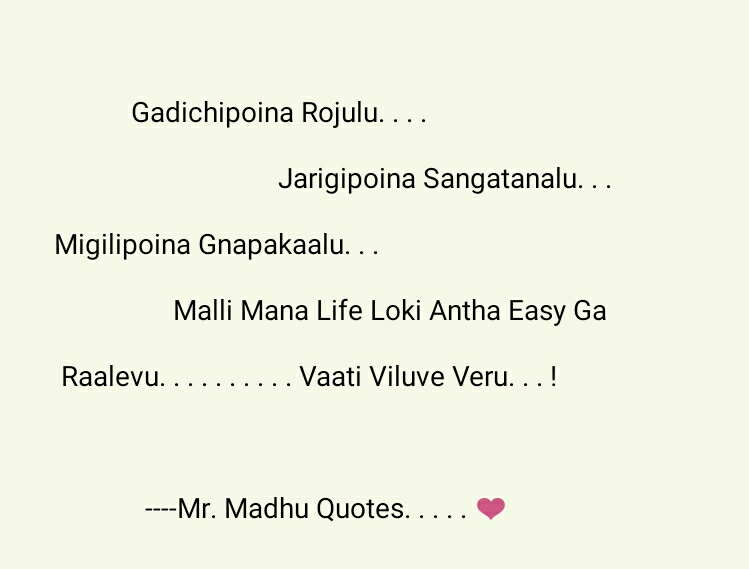 Gadichipoina Rojulu. . . .
Jarigipoina Sangatanalu. . .
Migilipoina Gnapakaalu. . .
Malli Mana Life Loki Antha Easy Ga
Raalevu. . . . . . . . . . Vaati Viluve Veru. . . !
----Mr. Madhu Quotes. . . . . ❤